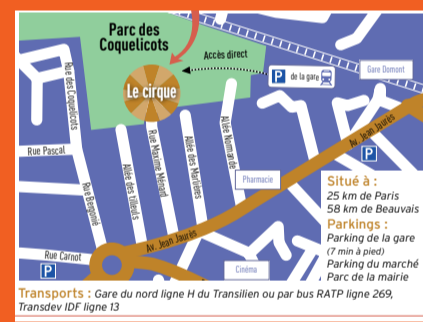 Parc des
Coquelicots
Accès direct
P de la gare
Gare Domont
Le cirque
Rue des Coquelicots
Rue Pascal
Rue Bergonié
Allée des Tilleuls
Rue Maxime Ménard
Allée des Morières
Allée Normande
Av. Jean Jaurès
P
Pharmacie
Av. Jean Jaurès
Rue Carnot
P
Cinéma
Situé à :
25 km de Paris
58 km de Beauvais
Parkings :
Parking de la gare
(7 min à pied)
Parking du marché
Parc de la mairie
Transports : Gare du nord ligne H du Transilien ou par bus RATP ligne 269,
Transdev IDF ligne 13